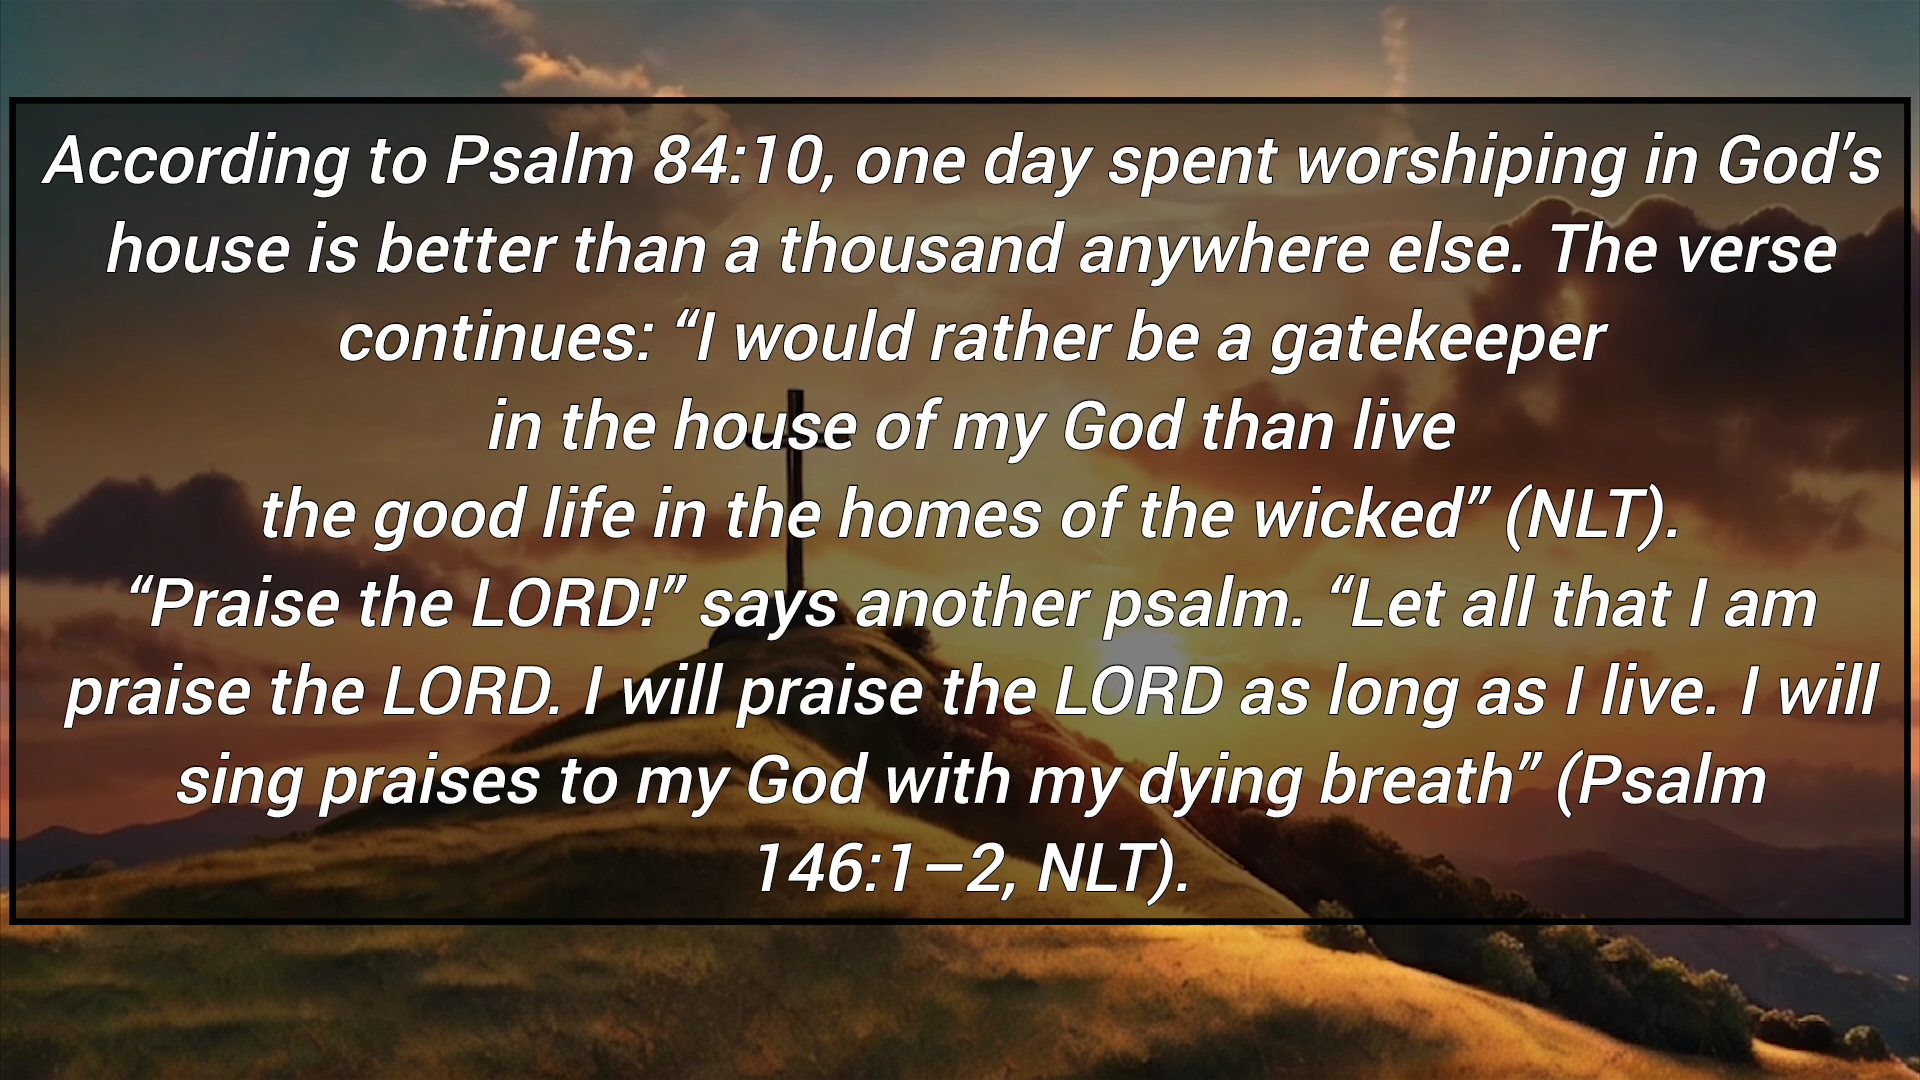 According to Psalm 84:10, one day spent worshiping in God’s
house is better than a thousand anywhere else. The verse
continues: “I would rather be a gatekeeper
in the house of my God than live
the good life in the homes of the wicked” (NLT).
“Praise the LORD!” says another psalm. “Let all that I am
praise the LORD. I will praise the LORD as long as I live. I will
sing praises to my God with my dying breath” (Psalm
146:1–2, NLT).